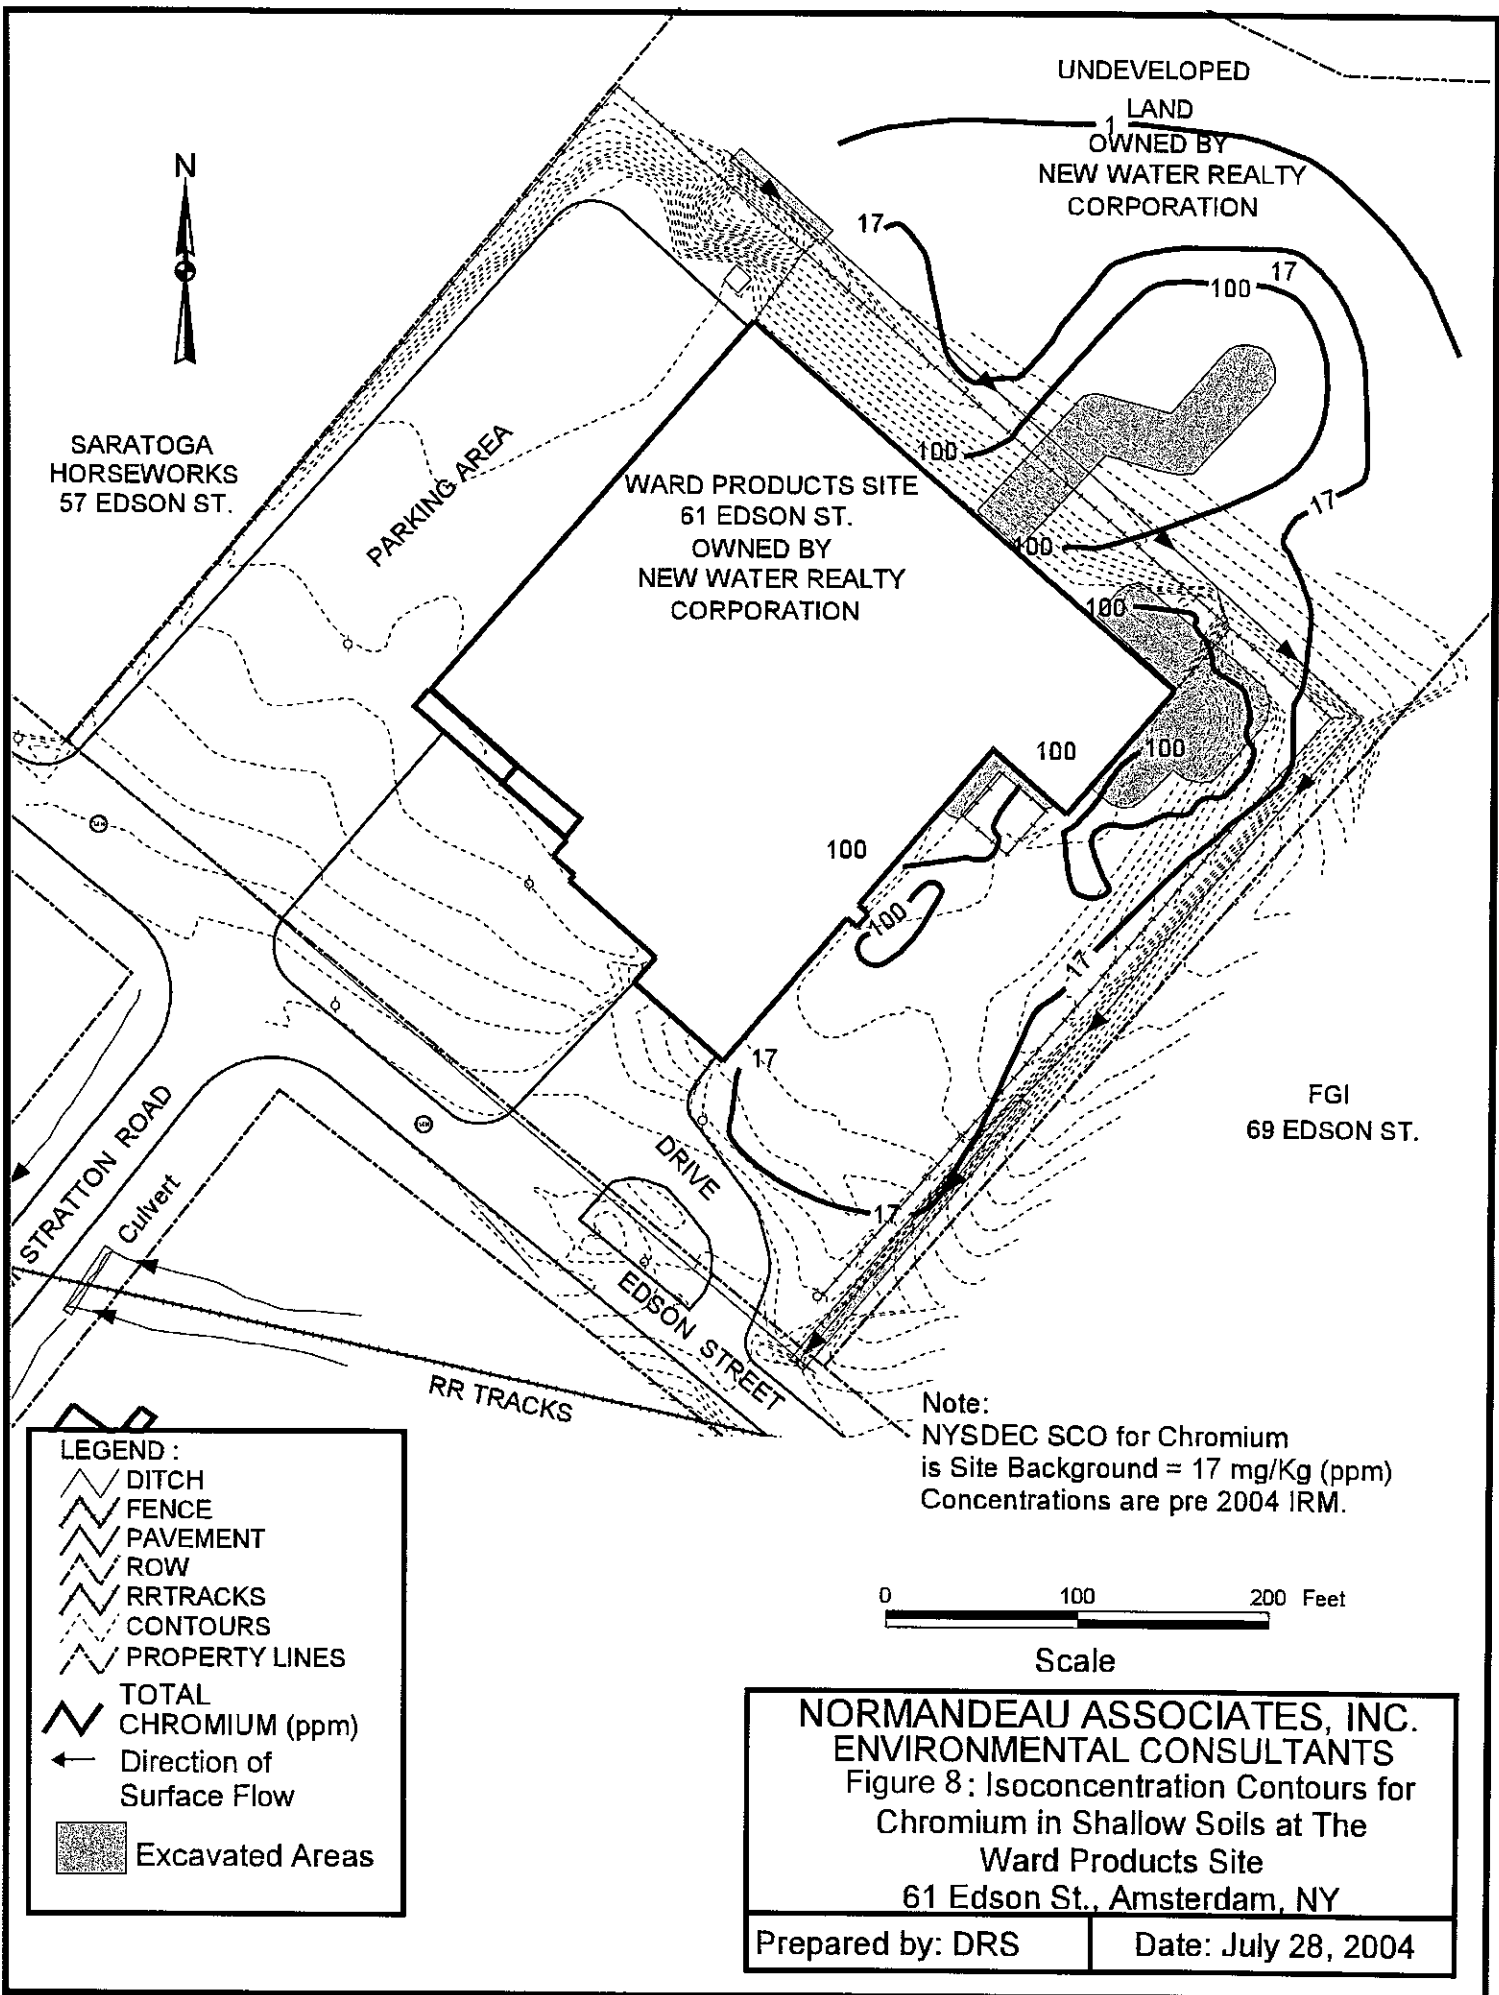 UNDEVELOPED
LAND
1
OWNED BY
NEW WATER REALTY
CORPORATION
N
17
17
100
SARATOGA
HORSEWORKS
57 EDSON ST.
PARKING AREA
100
WARD PRODUCTS SITE
61 EDSON ST.
OWNED BY
NEW WATER REALTY
CORPORATION
17
100
100
100
100
100
100
17
17
FGI
69 EDSON ST.
DRIVE
17
STRATTON ROAD
Culvert
EDSON STREET
RR TRACKS
Note:
NYSDEC SCO for Chromium
is Site Background = 17 mg/Kg (ppm)
Concentrations are pre 2004 IRM.
LEGEND :
DITCH
FENCE
PAVEMENT
ROW
RRTRACKS
CONTOURS
PROPERTY LINES
TOTAL
CHROMIUM (ppm)
Direction of
Surface Flow
Excavated Areas
0 100 200 Feet
Scale
NORMANDEAU ASSOCIATES, INC.
ENVIRONMENTAL CONSULTANTS
Figure 8: Isoconcentration Contours for
Chromium in Shallow Soils at The
Ward Products Site
61 Edson St., Amsterdam, NY
Prepared by: DRS
Date: July 28, 2004